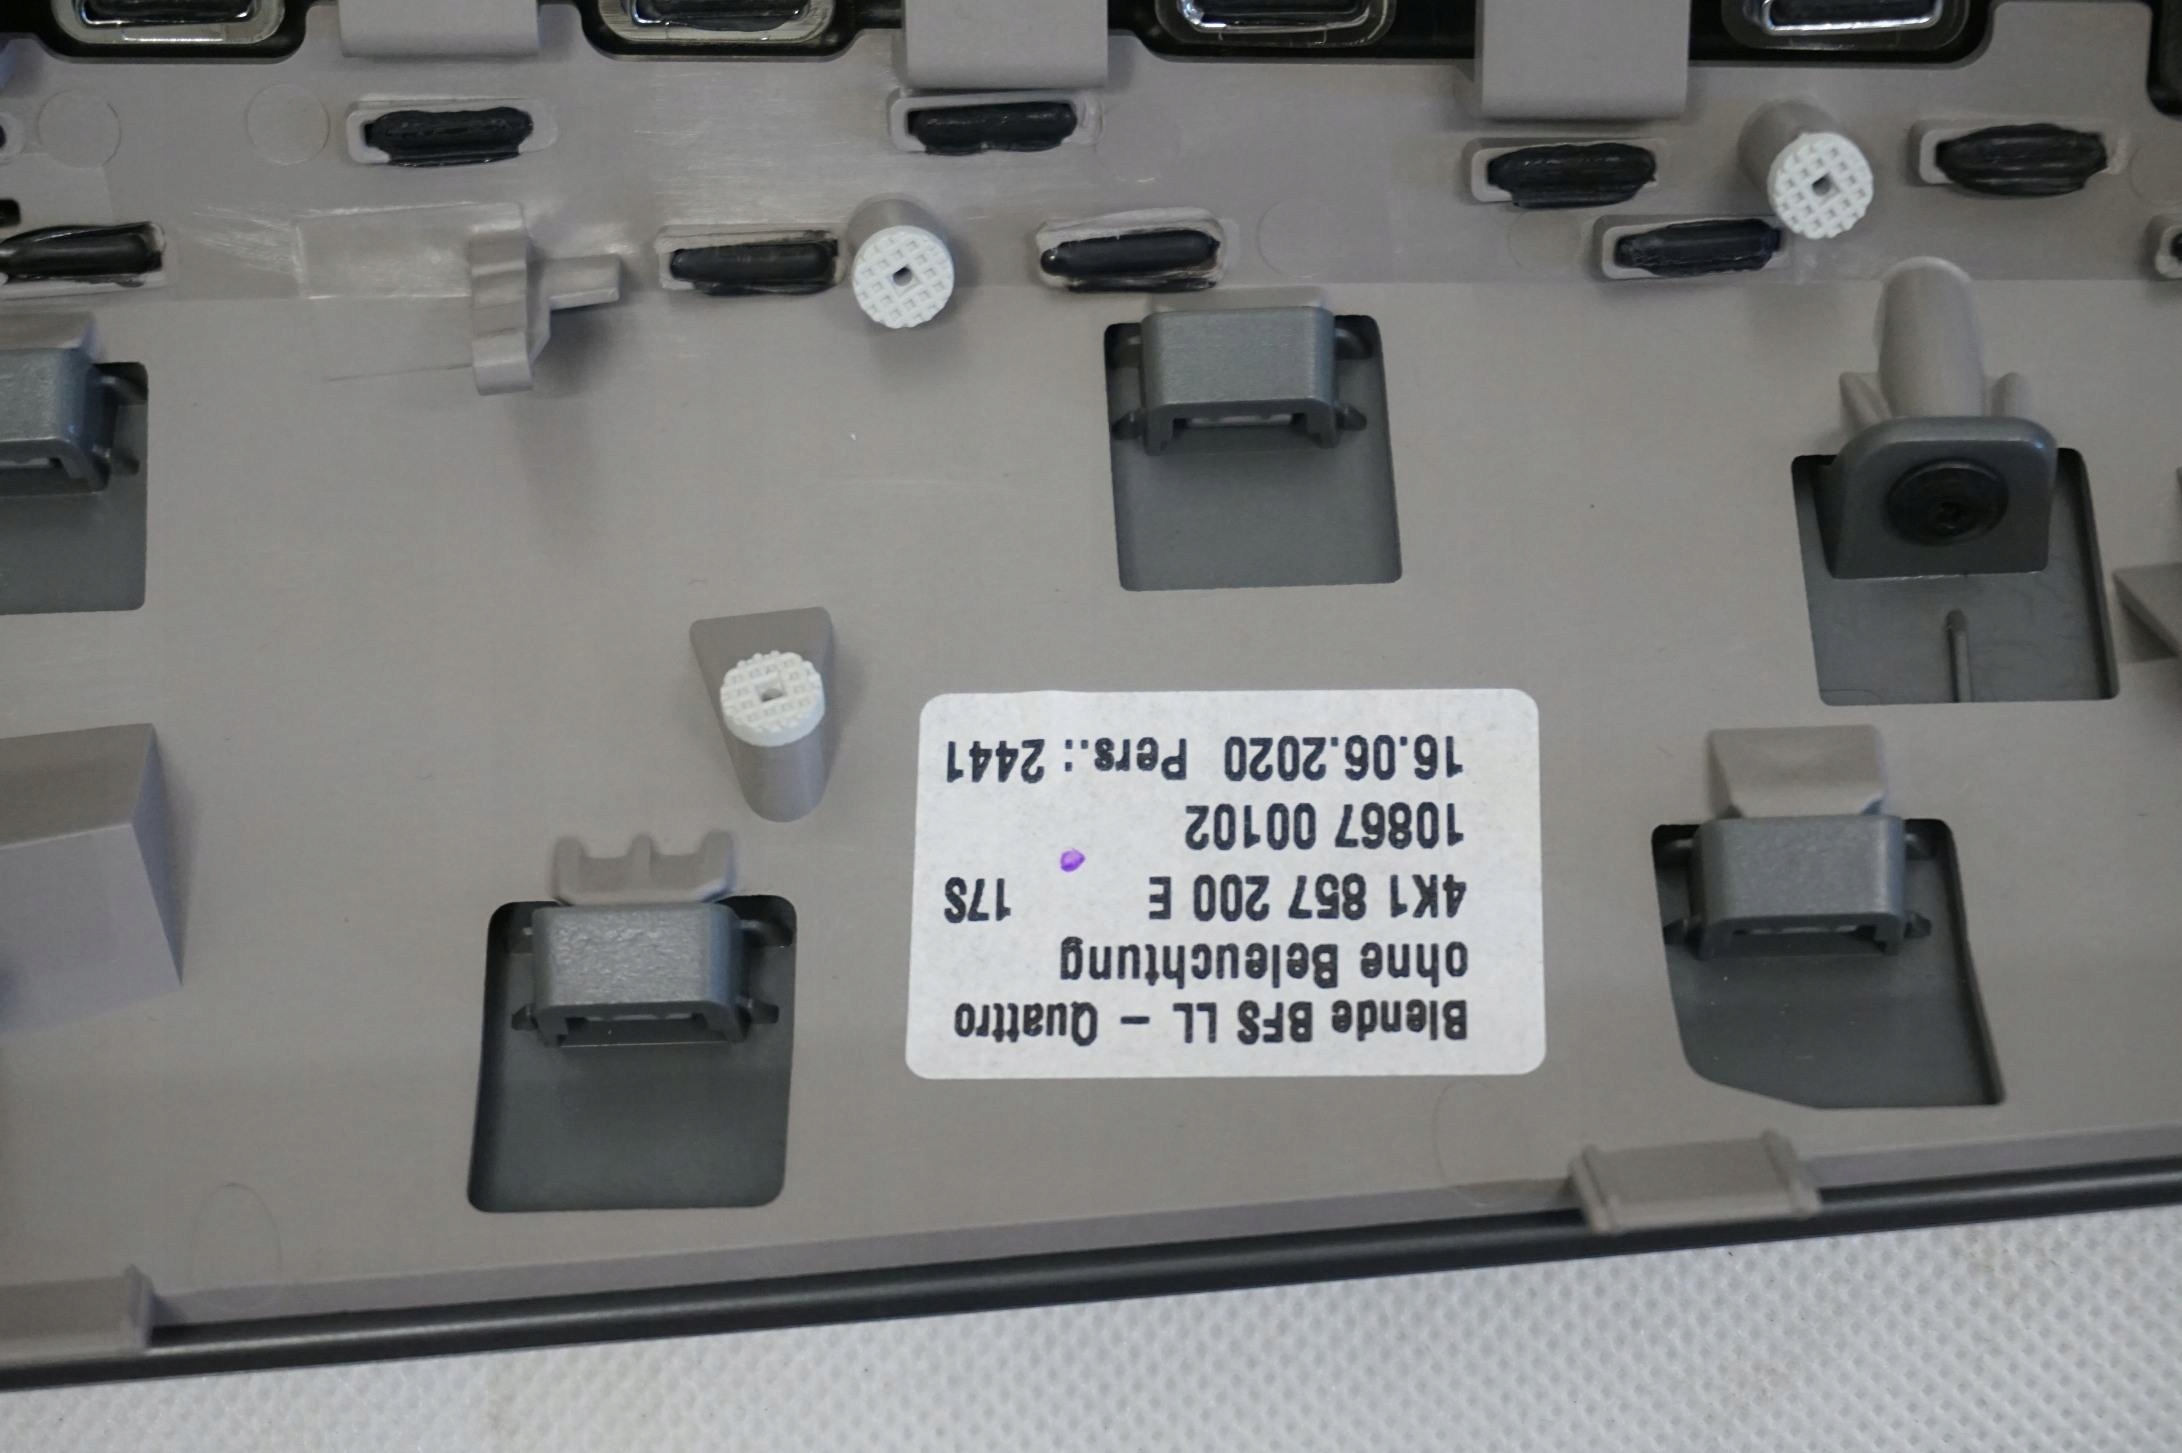 Blende BFS LL – Quattro
ohne Beleuchtung
4K1 857 200 E 17S
10867 00102
16.06.2020 Pers.: 2441